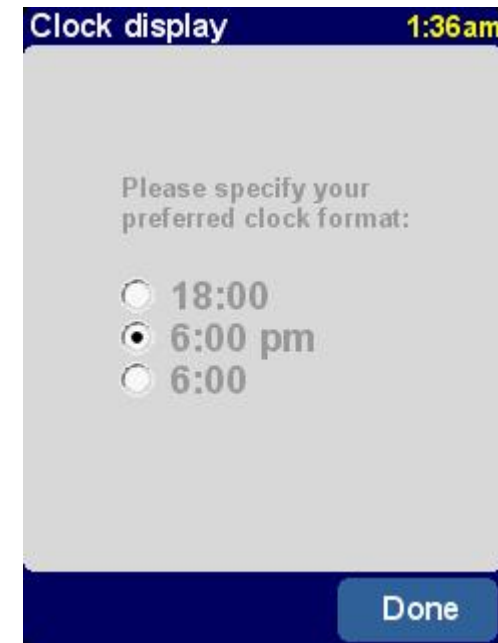 Clock display 1:36am
Please specify your
preferred clock format:
18:00
6:00 pm
6:00
Done